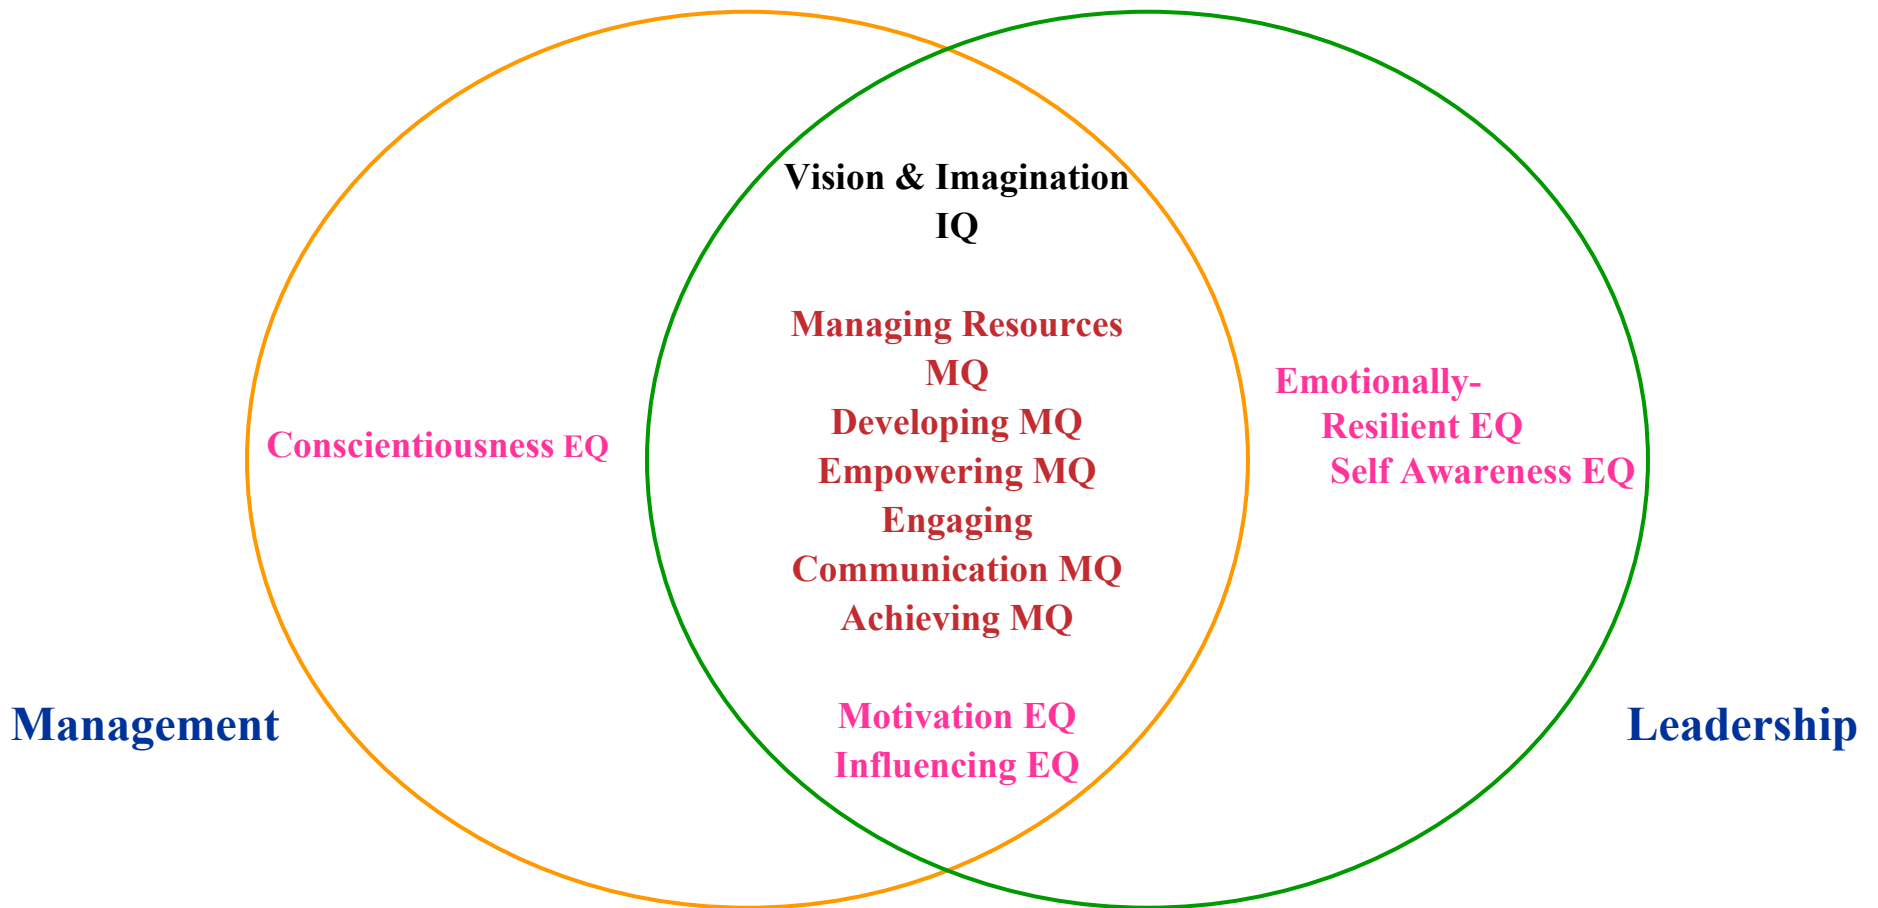 Vision & Imagination
IQ
Managing Resources
MQ
Developing MQ
Empowering MQ
Engaging
Communication MQ
Achieving MQ
Motivation EQ
Influencing EQ
Conscientiousness EQ
Emotionally-
Resilient EQ
Self Awareness EQ
Management
Leadership